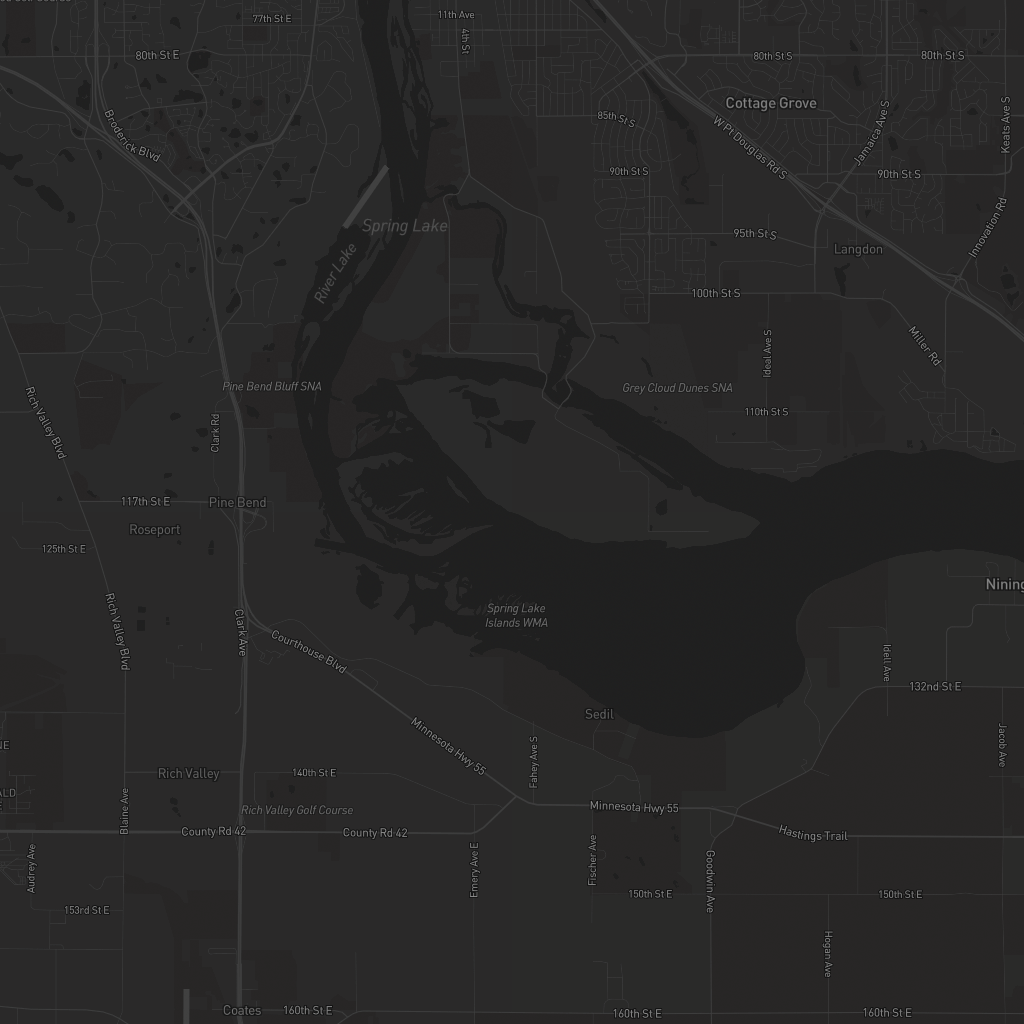 77th St E
11th Ave
4th St
80th St E
80th St S
80th St S
Cottage Grove
Broderick Blvd
85th St S
W Pt Douglas Rd S
Jamaica Ave S
Keats Ave S
90th St S
90th St S
Spring Lake
River Lake
95th St S
Langdon
Innovation Rd
100th St S
Miller Rd
Ideal Ave S
Pine Bend Bluff SNA
Grey Cloud Dunes SNA
110th St S
Rich Valley Blvd
Clark Rd
117th St E
Pine Bend
Roseport
125th St E
Spring Lake
Islands WMA
Rich Valley Blvd
Clark Ave
Courthouse Blvd
Idell Ave
132nd St E
Sedil
Minnesota Hwy 55
Fahey Ave S
Jacob Ave
Rich Valley
140th St E
Blaine Ave
Rich Valley Golf Course
Minnesota Hwy 55
County Rd 42
County Rd 42
Hastings Trail
Audrey Ave
Emery Ave E
Fischer Ave
Goodwin Ave
150th St E
150th St E
153rd St E
Hogan Ave
Coates
160th St E
160th St E
160th St E